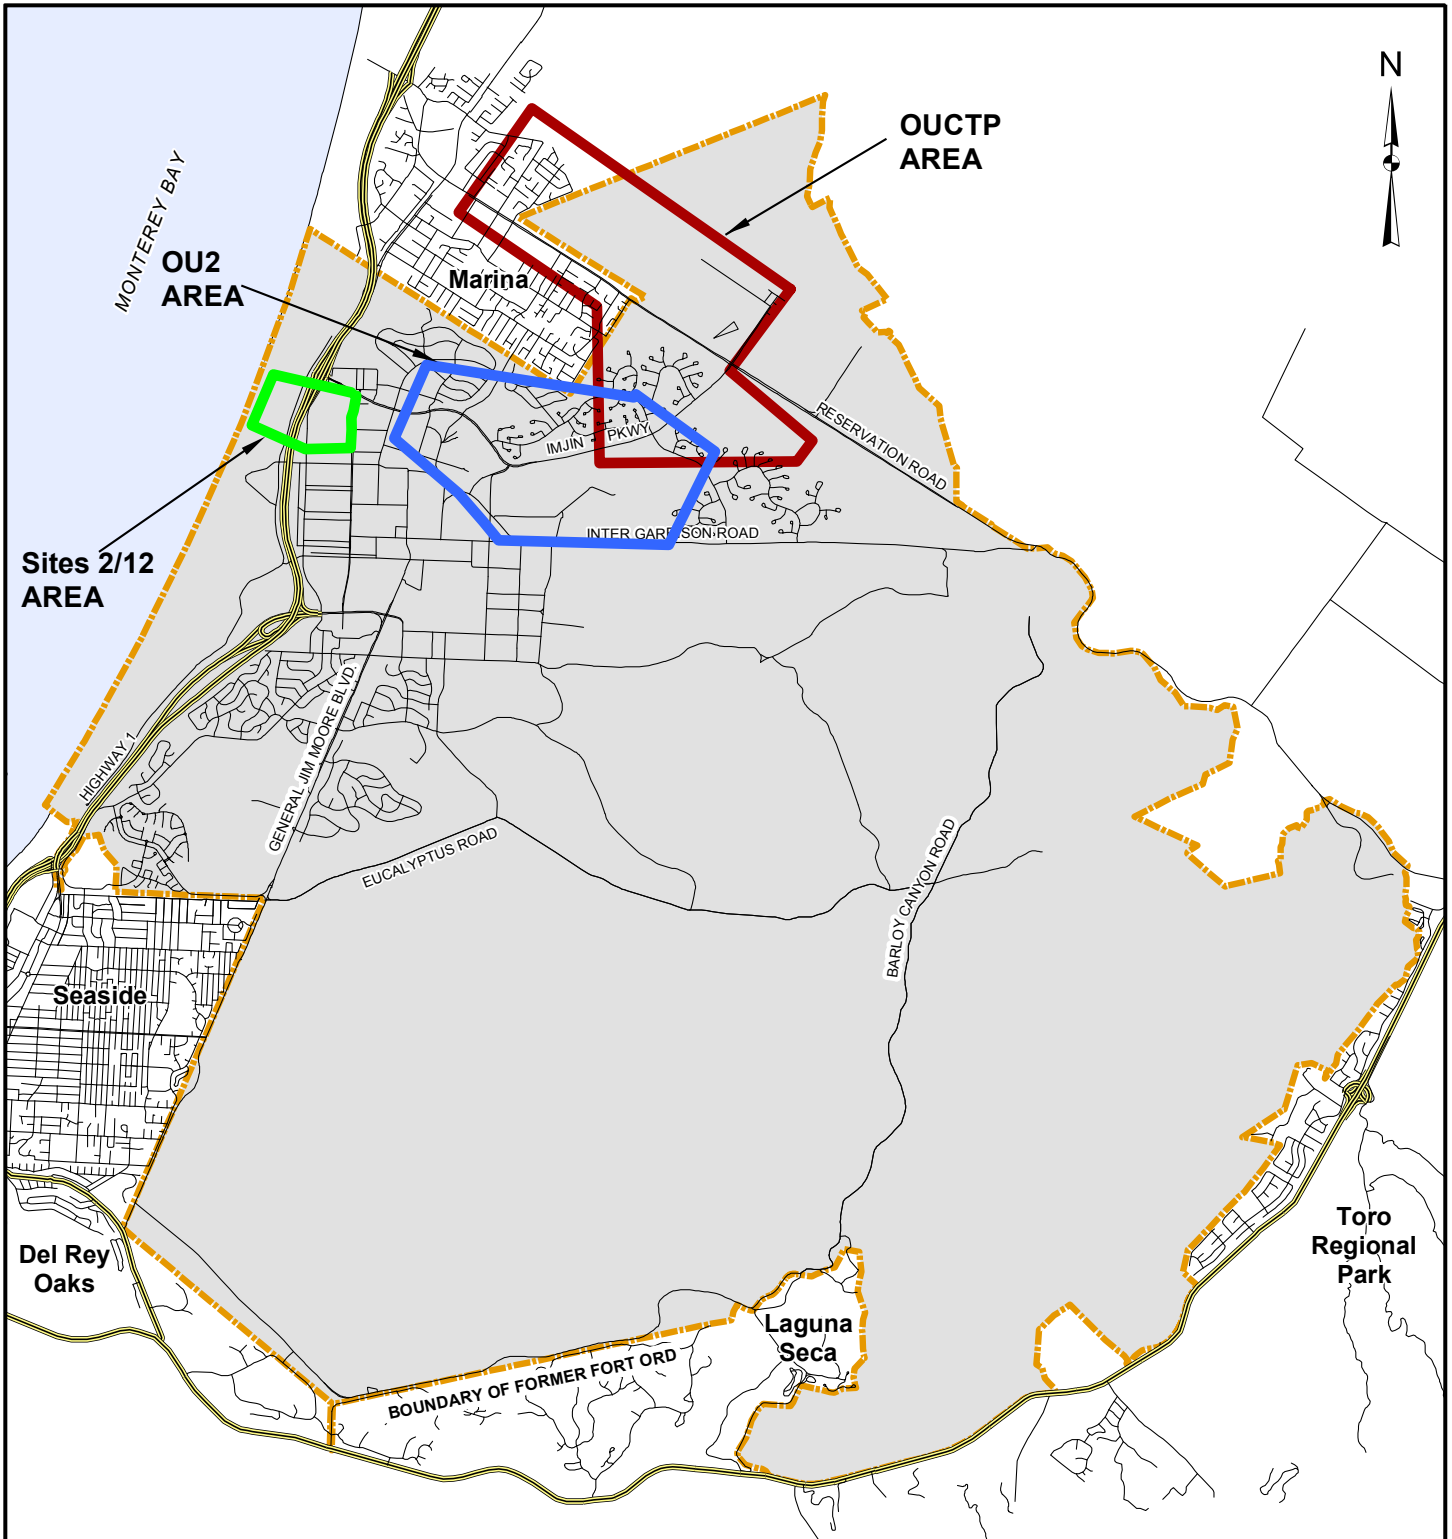 N
OUCTP
AREA
MONTEREY BAY
OU2
AREA
Marina
RESERVATION ROAD
IMJIN PKWY
INTER GARRISON ROAD
Sites 2/12
AREA
HIGHWAY 1
GENERAL JIM MOORE BLVD.
EUCALYPTUS ROAD
BARLOY CANYON ROAD
Seaside
Del Rey
Oaks
Toro
Regional
Park
Laguna
Seca
BOUNDARY OF FORMER FORT ORD